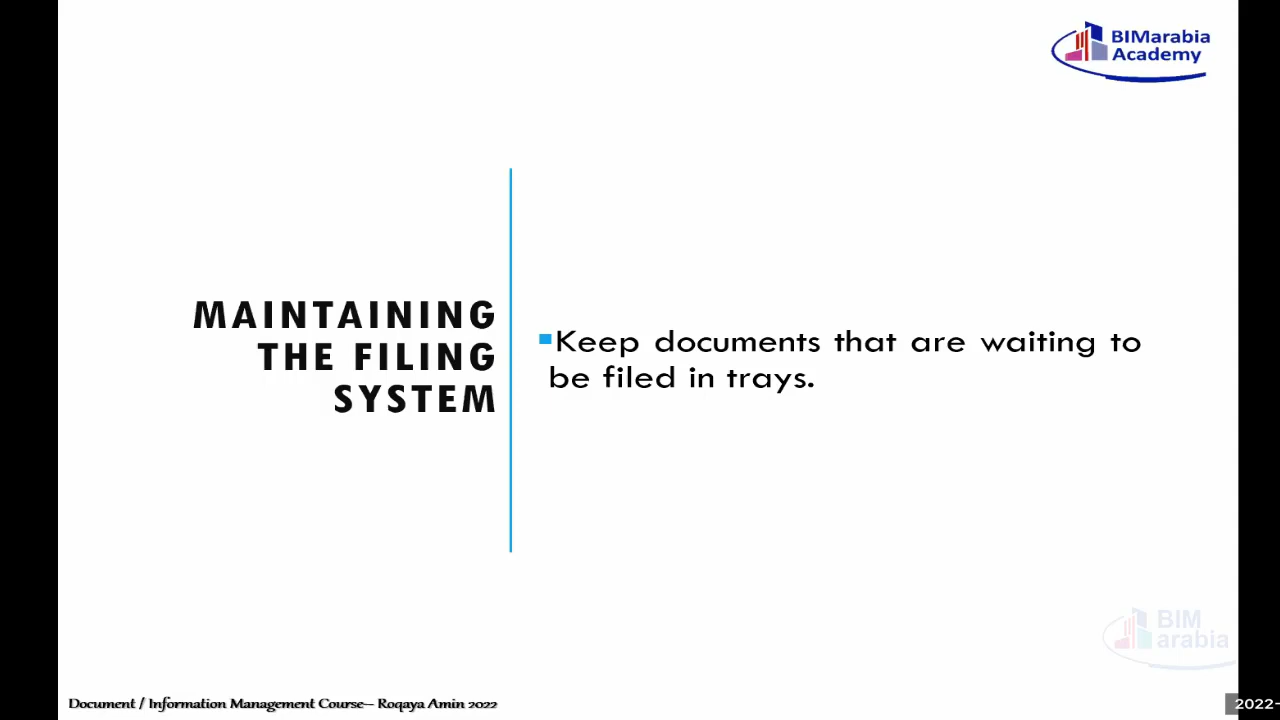 BIMarabia
Academy
MAINTAINING
THE FILING
SYSTEM
Keep documents that are waiting to
be filed in trays.
BIM
arabia
Document / Information Management Course– Roqaya Amin 2022
2022-